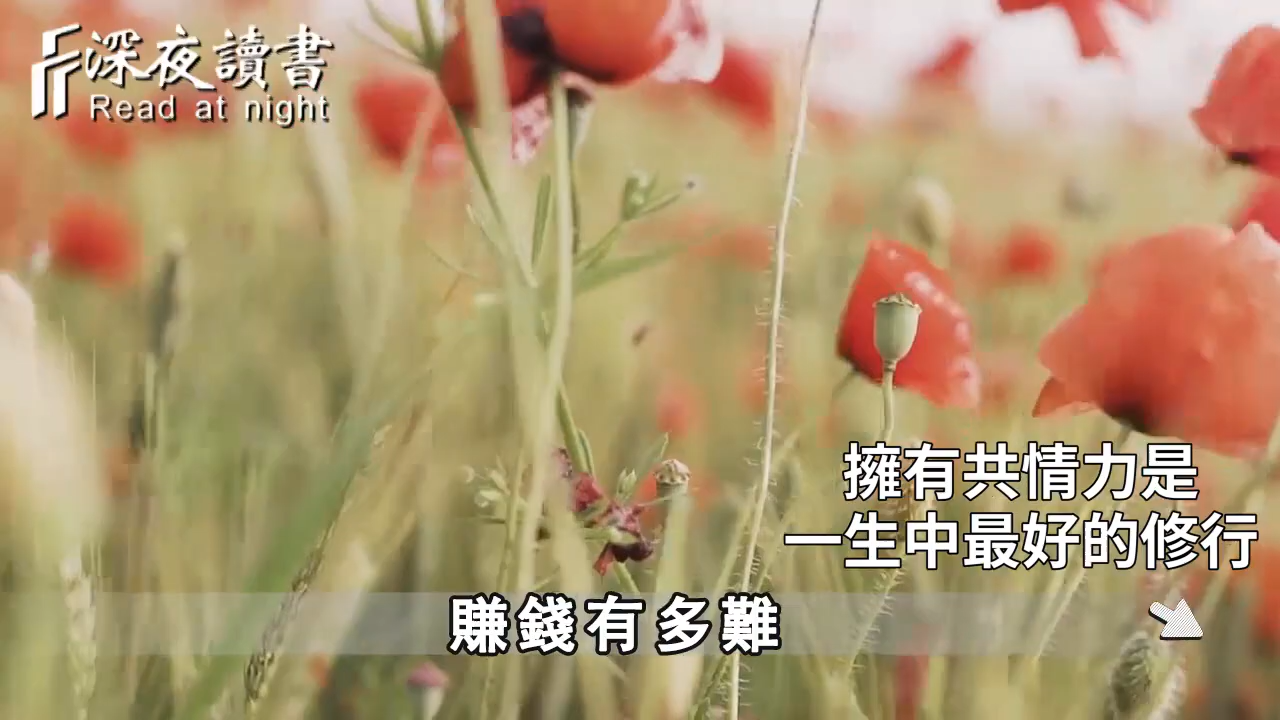 深夜讀書
Read at night
擁有共情力是
一生中最好的修行
賺錢有多難